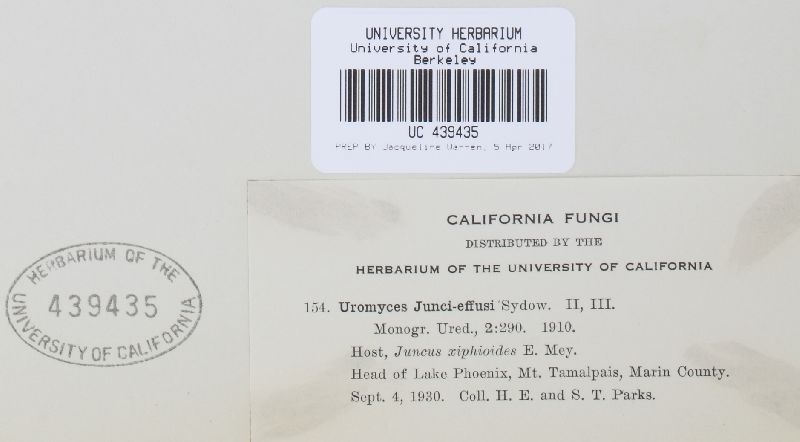 UNIVERSITY HERBARIUM
University of California
Berkeley
UC 439435
PREP BY Jacqueline Warren, 5 Apr 2017
CALIFORNIA FUNGI
DISTRIBUTED BY THE
HERBARIUM OF THE UNIVERSITY OF CALIFORNIA
154. Uromyces Junci-effusi Sydow. II, III.
Monogr. Ured., 2:290. 1910.
Host, Juncus xiphioides E. Mey.
Head of Lake Phoenix, Mt. Tamalpais, Marin County.
Sept. 4, 1930. Coll. H. E. and S. T. Parks.
HERBARIUM OF THE
439435
UNIVERSITY OF CALIFORNIA